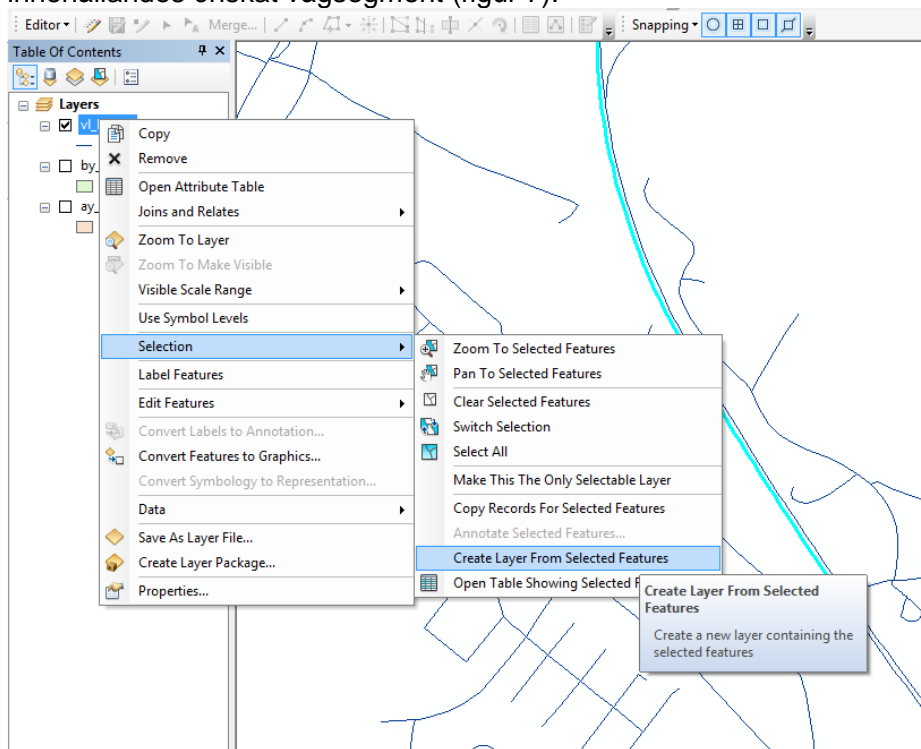 innehållandes önskat vägsegment (figur 7).
Editor
Merge...
Snapping
Table Of Contents
Layers
by_
ay_
Copy
Remove
Open Attribute Table
Joins and Relates
Zoom To Layer
Zoom To Make Visible
Visible Scale Range
Use Symbol Levels
Selection
Label Features
Edit Features
Convert Labels to Annotation...
Convert Features to Graphics...
Convert Symbology to Representation...
Data
Save As Layer File...
Create Layer Package...
Properties...
Zoom To Selected Features
Pan To Selected Features
Clear Selected Features
Switch Selection
Select All
Make This The Only Selectable Layer
Copy Records For Selected Features
Annotate Selected Features...
Create Layer From Selected Features
Open Table Showing Selected F
Create Layer From Selected
Features
Create a new layer containing the
selected features